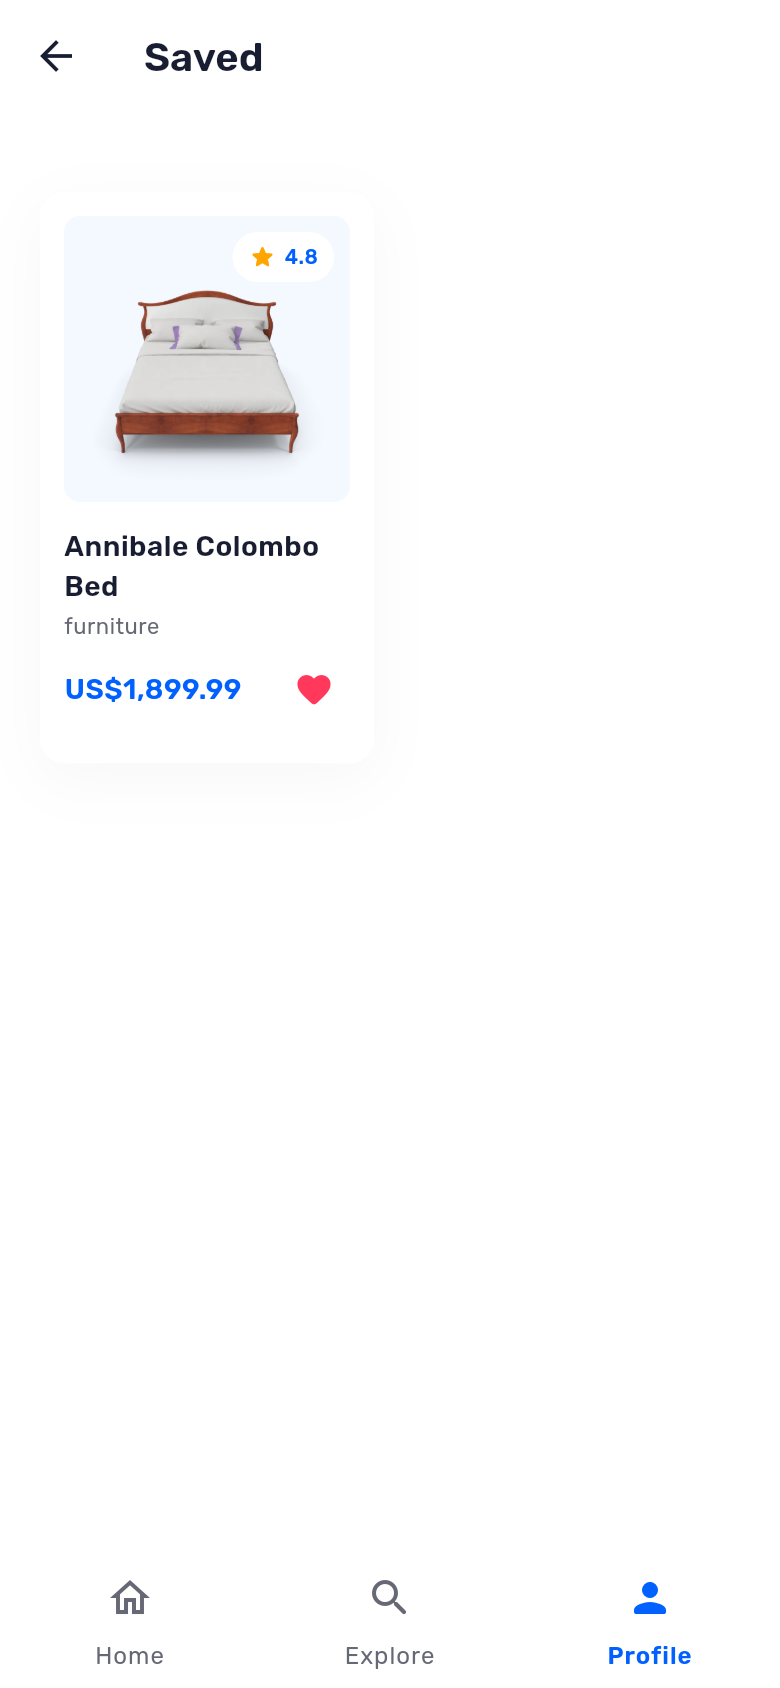 Saved
4.8
Annibale Colombo
Bed
furniture
US$1,899.99
Home
Explore
Profile